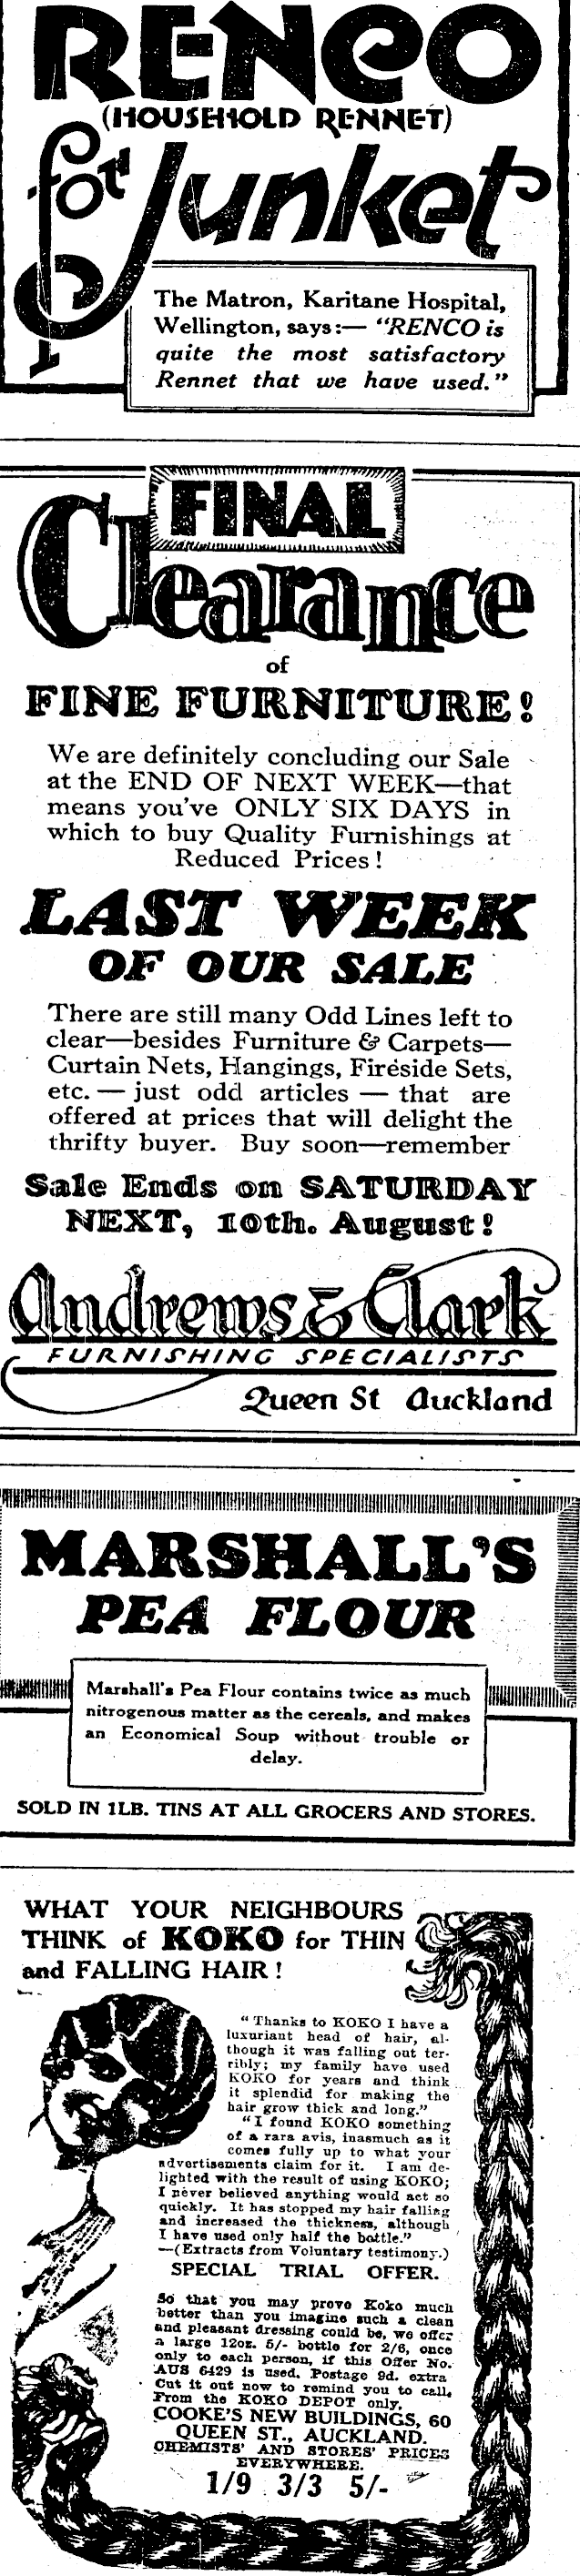 RENCO
(HOUSEHOLD RENNET)
for Junket
The Matron, Karitane Hospital,
Wellington, says:— "RENCO is
quite the most satisfactory
Rennet that we have used."
FINAL
Clearance
of
FINE FURNITURE!
We are definitely concluding our Sale
at the END OF NEXT WEEK—that
means you've ONLY SIX DAYS in
which to buy Quality Furnishings at
Reduced Prices!
LAST WEEK
OF OUR SALE
There are still many Odd Lines left to
clear—besides Furniture & Carpets—
Curtain Nets, Hangings, Fireside Sets,
etc. — just odd articles — that are
offered at prices that will delight the
thrifty buyer. Buy soon—remember
Sale Ends on SATURDAY
NEXT, 10th. August!
Andrews & Clark
FURNISHING SPECIALISTS
Queen St Auckland
MARSHALL'S
PEA FLOUR
Marshall's Pea Flour contains twice as much
nitrogenous matter as the cereals, and makes
an Economical Soup without trouble or
delay.
SOLD IN 1LB. TINS AT ALL GROCERS AND STORES.
WHAT YOUR NEIGHBOURS
THINK of KOKO for THIN
and FALLING HAIR!
"Thanks to KOKO I have a
luxuriant head of hair, al-
though it was falling out ter-
ribly; my family have used
KOKO for years and think
it splendid for making the
hair grow thick and long."
"I found KOKO something
of a rara avis, inasmuch as it
comes fully up to what your
advertisements claim for it. I am de-
lighted with the result of using KOKO;
I never believed anything would act so
quickly. It has stopped my hair falling
and increased the thickness, although
I have used only half the bottle."
—(Extracts from Voluntary testimony.)
SPECIAL TRIAL OFFER.
So that you may prove Koko much
better than you imagine such a clean
and pleasant dressing could be, we offer
a large 12oz. 5/- bottle for 2/6, once
only to each person, if this Offer No.
AUS 6429 is used. Postage 9d. extra
Cut it out now to remind you to call.
From the KOKO DEPOT only,
COOKE'S NEW BUILDINGS, 60
QUEEN ST., AUCKLAND.
CHEMISTS' AND STORES' PRICES
EVERYWHERE.
1/9 3/3 5/-